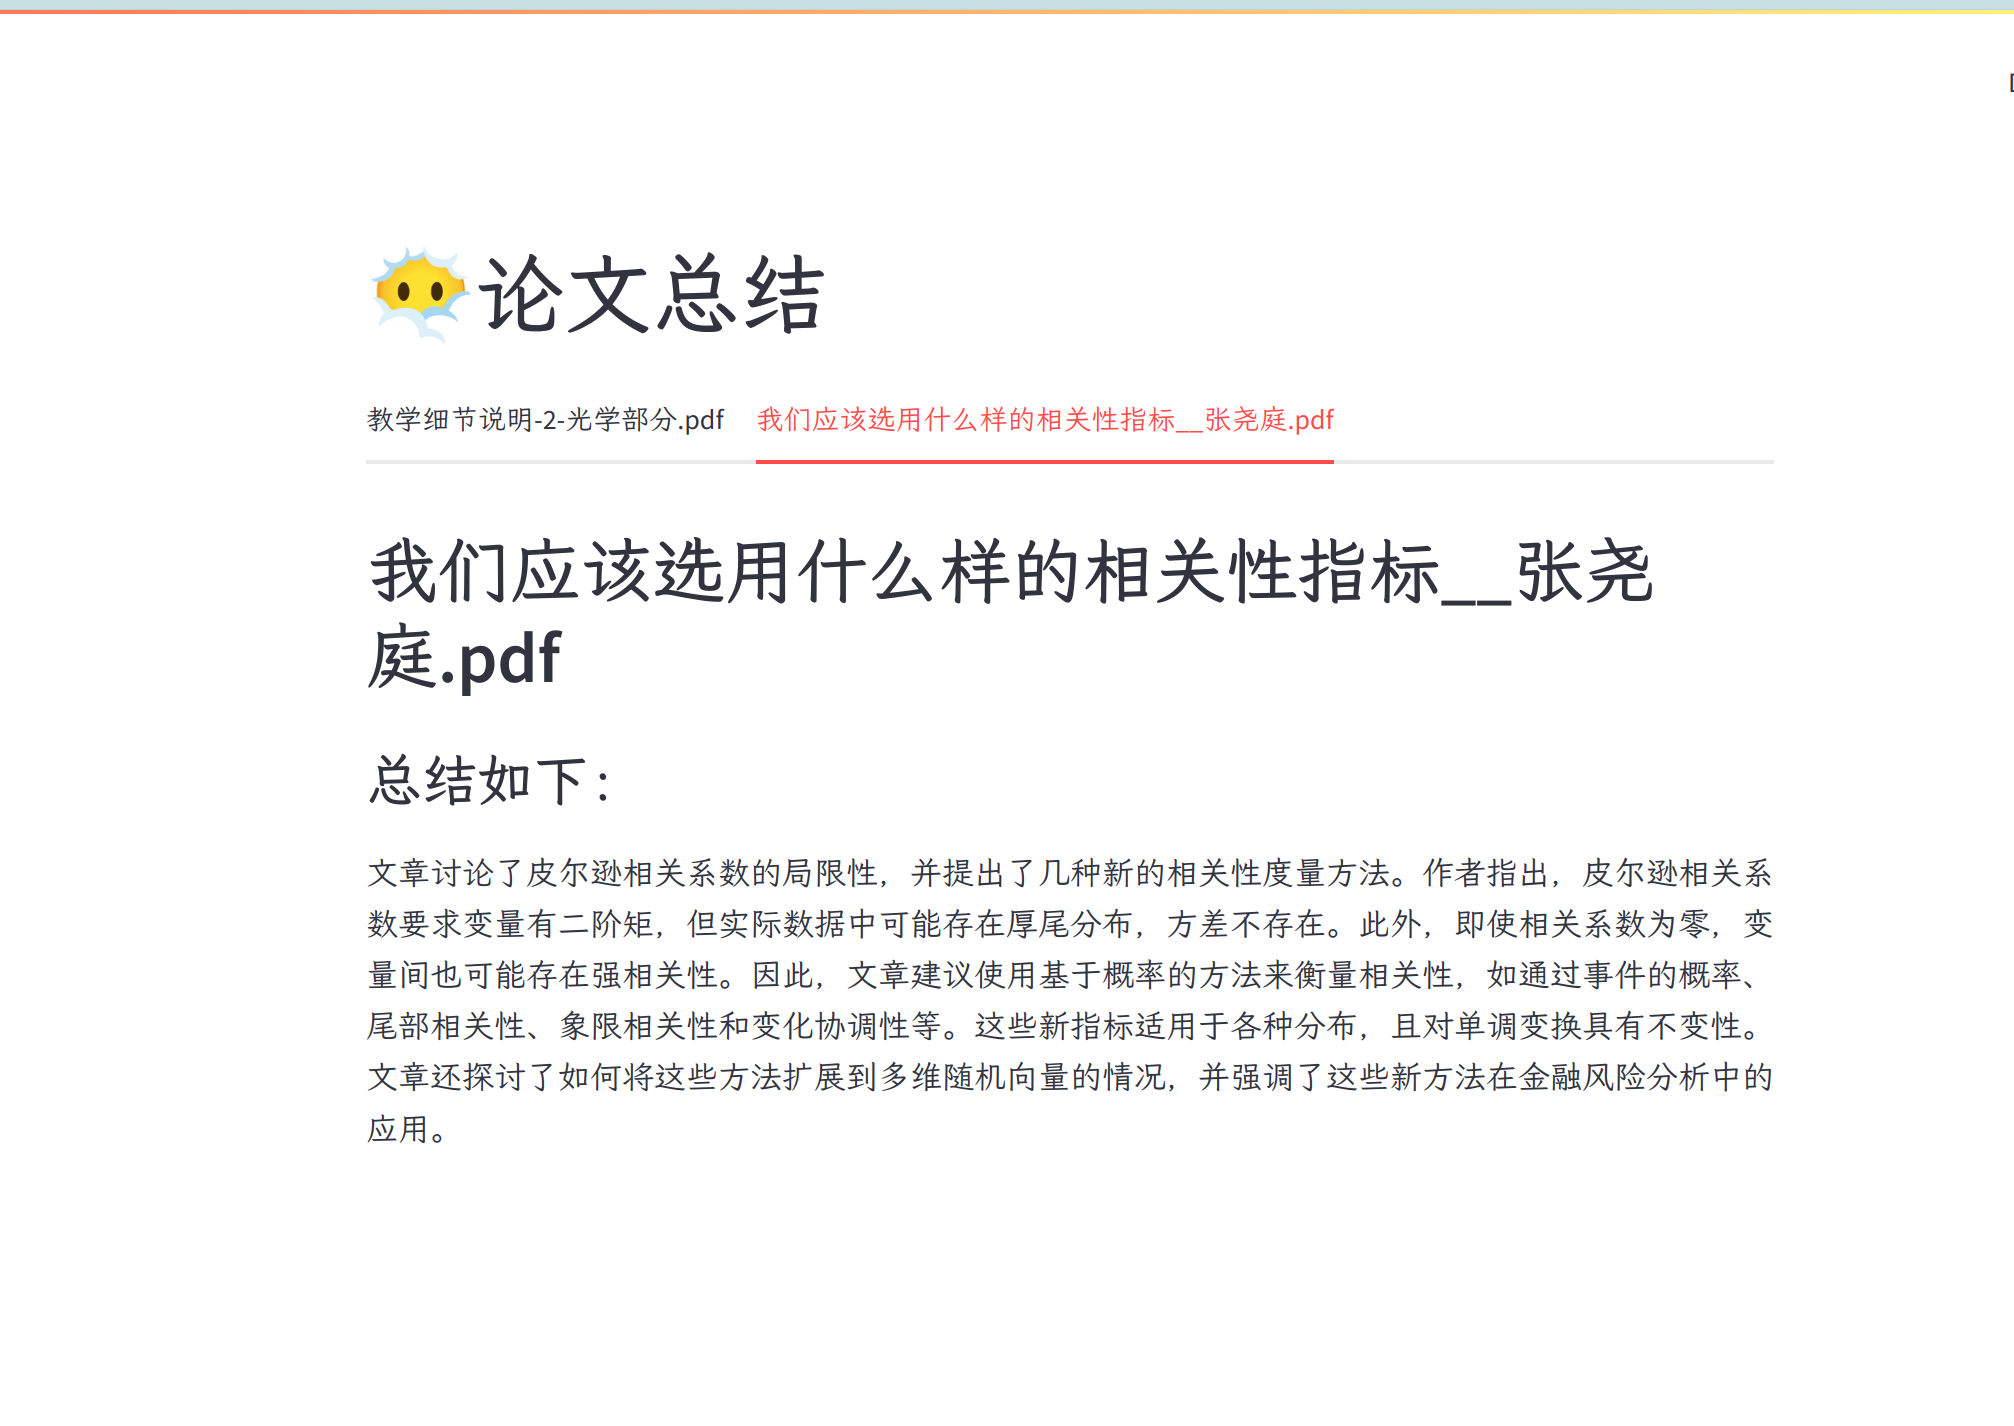 论文总结
教学细节说明-2-光学部分.pdf 我们应该选用什么样的相关性指标__张尧庭.pdf
我们应该选用什么样的相关性指标__张尧
庭.pdf
总结如下：
文章讨论了皮尔逊相关系数的局限性，并提出了几种新的相关性度量方法。作者指出，皮尔逊相关系
数要求变量有二阶矩，但实际数据中可能存在厚尾分布，方差不存在。此外，即使相关系数为零，变
量间也可能存在强相关性。因此，文章建议使用基于概率的方法来衡量相关性，如通过事件的概率、
尾部相关性、象限相关性和变化协调性等。这些新指标适用于各种分布，且对单调变换具有不变性。
文章还探讨了如何将这些方法扩展到多维随机向量的情况，并强调了这些新方法在金融风险分析中的
应用。